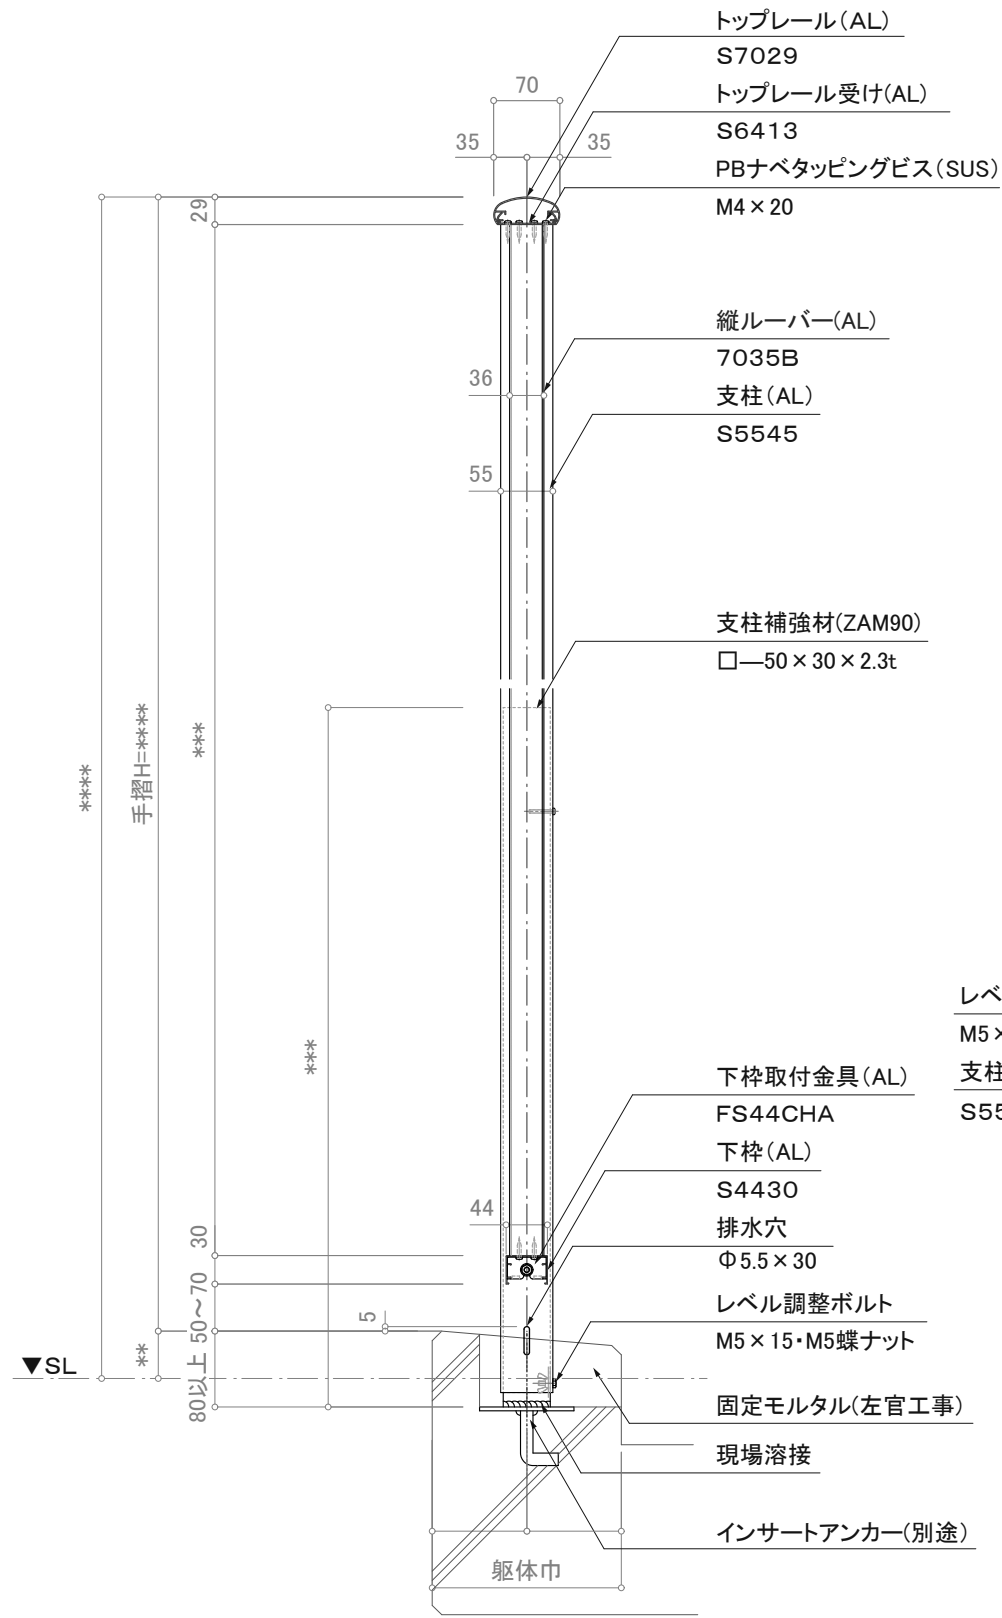 トップレール（AL）
S7029
70
トップレール受け(AL)
35
35
S6413
PBナベタッピングビス（SUS）
M4×20
29
縦ルーバー(AL)
7035B
36
支柱（AL）
S5545
55
支柱補強材(ZAM90)
□—50×30×2.3t
****
手摺H=****
***
***
レベ
M5×
支柱
S55
下枠取付金具（AL）
FS44CHA
下枠（AL）
S4430
44
排水穴
Φ5.5×30
30
50～70
5
レベル調整ボルト
M5×15・M5蝶ナット
**
▼SL
80以上
固定モルタル(左官工事）
現場溶接
インサートアンカー(別途）
躯体巾